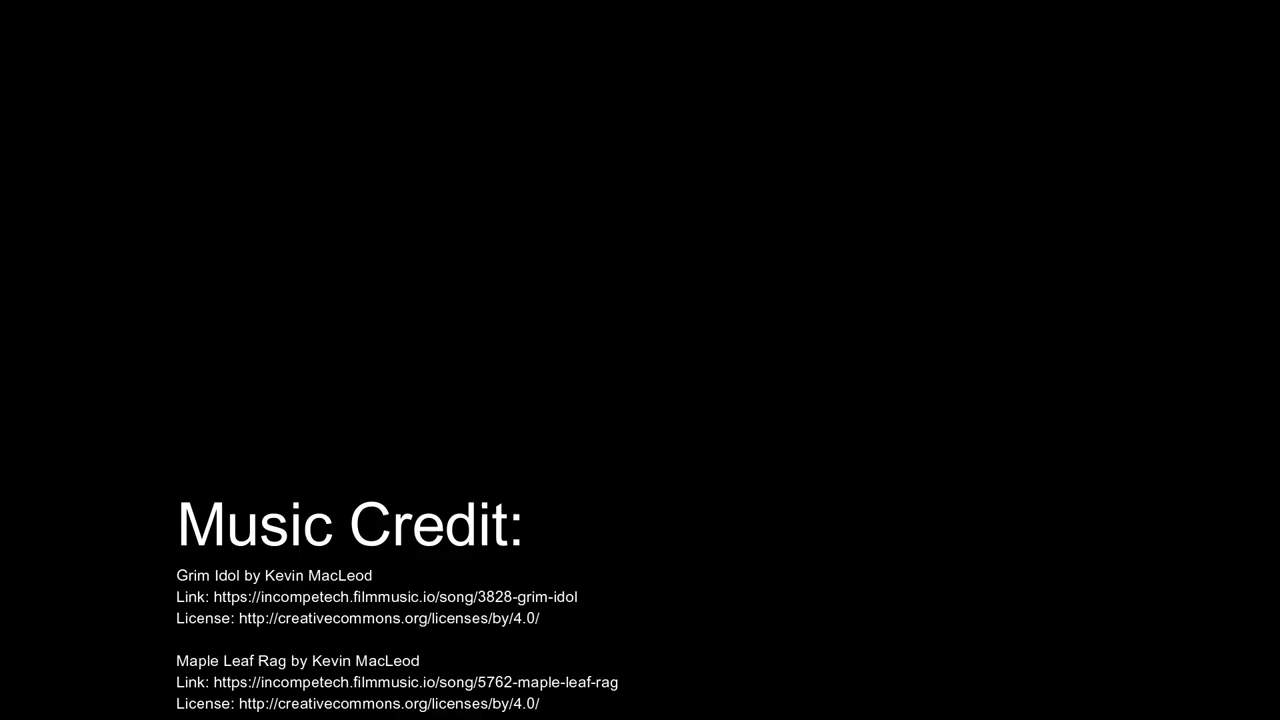 Music Credit:
Grim Idol by Kevin MacLeod
Link: https://incompetech.filmmusic.io/song/3828-grim-idol
License: http://creativecommons.org/licenses/by/4.0/
Maple Leaf Rag by Kevin MacLeod
Link: https://incompetech.filmmusic.io/song/5762-maple-leaf-rag
License: http://creativecommons.org/licenses/by/4.0/